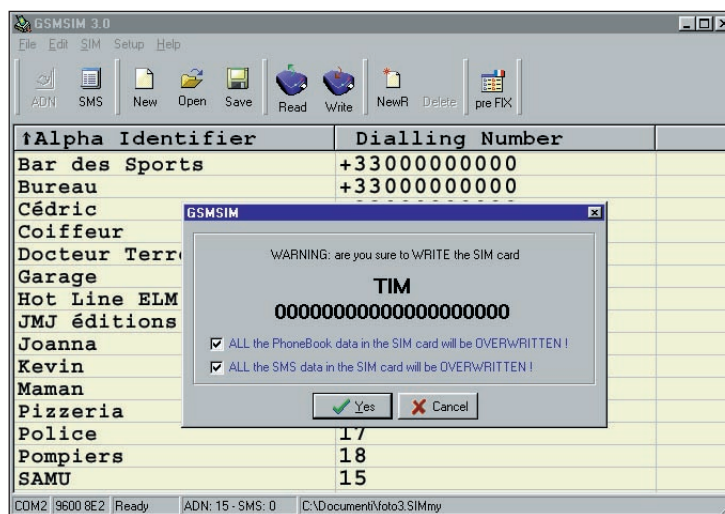 GSMSIM 3.0
File Edit SIM Setup Help
ADN SMS New Open Save Read Write NewR Delete pre FIX
↑Alpha Identifier Dialling Number
Bar des Sports +33000000000
Bureau +33000000000
Cédric
Coiffeur
Docteur Terr
Garage
Hot Line ELM
JMJ éditions
Joanna
Kevin
Maman
Pizzeria
Police 17
Pompiers 18
SAMU 15
GSMSIM
WARNING: are you sure to WRITE the SIM card
TIM
00000000000000000000
ALL the PhoneBook data in the SIM card will be OVERWRITTEN !
ALL the SMS data in the SIM card will be OVERWRITTEN !
Yes Cancel
COM2 9600 8E2 Ready ADN: 15 - SMS: 0 C:\Documenti\foto3.SIMmy